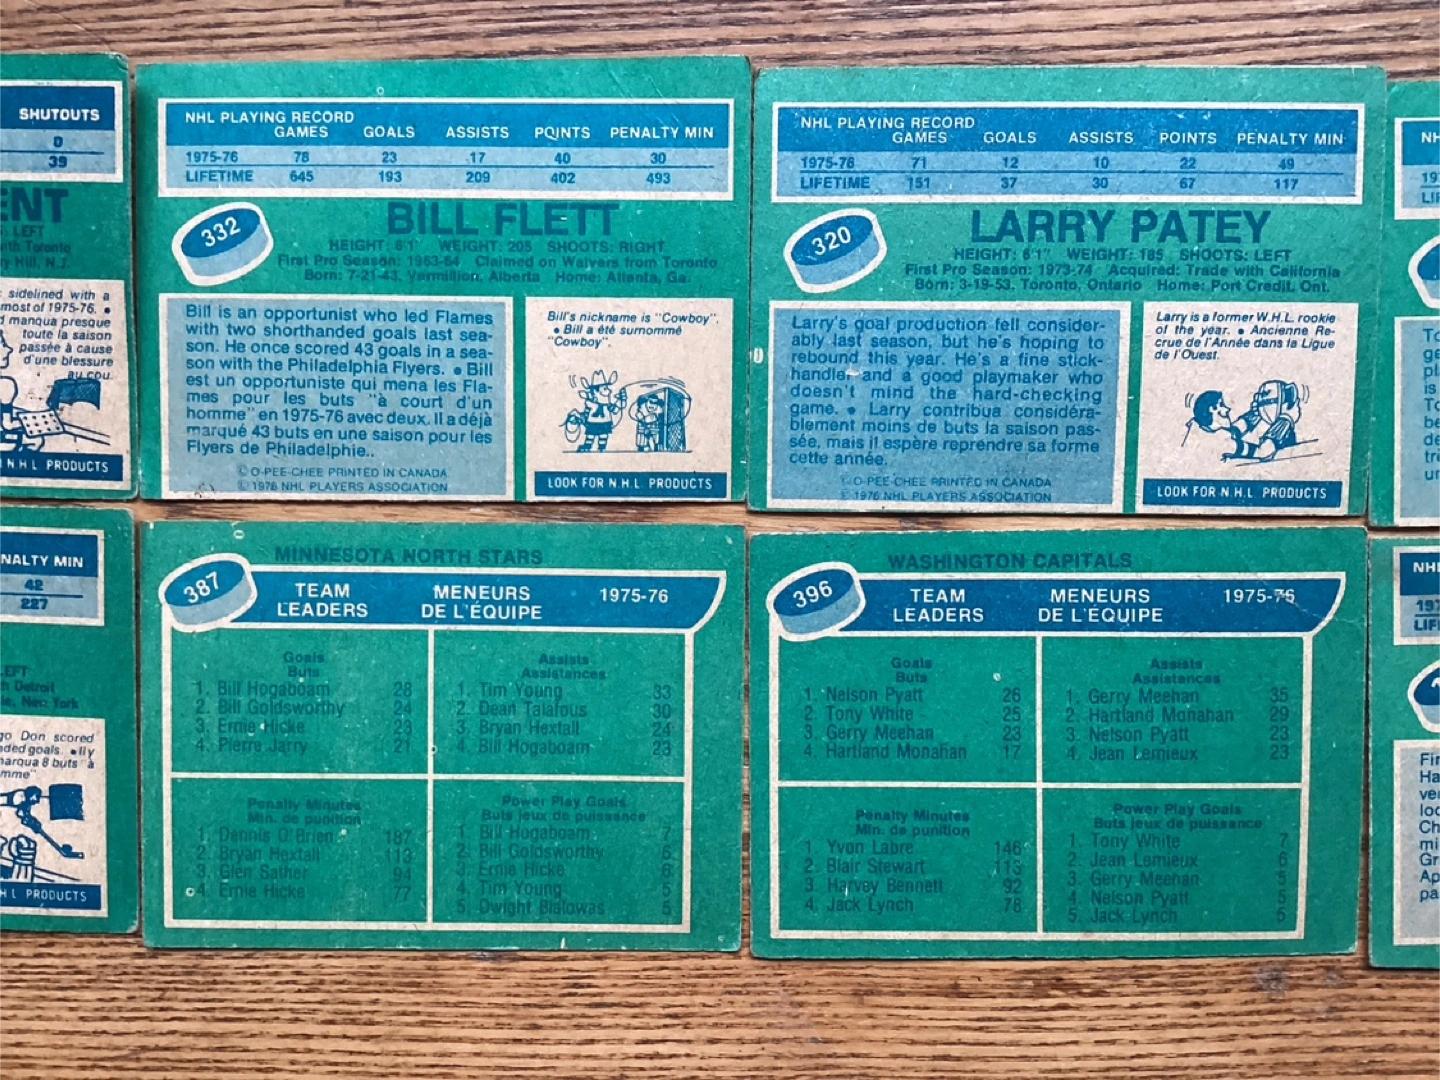 SHUTOUTS
0
39
ENT
: LEFT
with Toronto
ry Hill, N.J.
sidelined with a
most of 1975-76. •
d manqua presque
toute la saison
passée à cause
d'une blessure
au cou.
N.H.L PRODUCTS
NHL PLAYING RECORD
GAMES GOALS ASSISTS POINTS PENALTY MIN
1975-76 78 23 17 40 30
LIFETIME 645 193 209 402 493
332
BILL FLETT
HEIGHT: 6'1" WEIGHT: 205 SHOOTS: RIGHT
First Pro Season: 1963-64 Claimed on Waivers from Toronto
Born: 7-21-43, Vermilion, Alberta Home: Atlanta, Ga.
Bill is an opportunist who led Flames
with two shorthanded goals last sea-
son. He once scored 43 goals in a sea-
son with the Philadelphia Flyers. • Bill
est un opportuniste qui mena les Fla-
mes pour les buts "à court d'un
homme" en 1975-76 avec deux. Il a déjà
marqué 43 buts en une saison pour les
Flyers de Philadelphie..
© O-PEE-CHEE PRINTED IN CANADA
© 1976 NHL PLAYERS ASSOCIATION
Bill's nickname is "Cowboy".
• Bill a été surnommé
"Cowboy".
LOOK FOR N.H.L PRODUCTS
NHL PLAYING RECORD
GAMES GOALS ASSISTS POINTS PENALTY MIN
1975-76 71 12 10 22 49
LIFETIME 151 37 30 67 117
320
LARRY PATEY
HEIGHT: 6'1" WEIGHT: 185 SHOOTS: LEFT
First Pro Season: 1973-74 Acquired: Trade with California
Born: 3-19-53, Toronto, Ontario Home: Port Credit, Ont.
Larry's goal production fell consider-
ably last season, but he's hoping to
rebound this year. He's a fine stick-
handler and a good playmaker who
doesn't mind the hard-checking
game. • Larry contribua considéra-
blement moins de buts la saison pas-
sée, mais il espère reprendre sa forme
cette année.
© O-PEE-CHEE PRINTED IN CANADA
© 1976 NHL PLAYERS ASSOCIATION
Larry is a former W.H.L. rookie
of the year. • Ancienne Re-
crue de l'Année dans la Ligue
de l'Ouest.
LOOK FOR N.H.L PRODUCTS
NALTY MIN
42
227
LEFT
Detroit
New York
go Don scored
nded goals. • Il y
marqua 8 buts "à
mme"
H.L PRODUCTS
MINNESOTA NORTH STARS
387
TEAM LEADERS
MENEURS DE L'ÉQUIPE
1975-76
Goals
Buts
1. Bill Hogaboam 28
2. Bill Goldsworthy 24
3. Ernie Hicke 23
4. Pierre Jarry 21
Assists
Assistances
1. Tim Young 33
2. Dean Talafous 30
3. Bryan Hextall 24
4. Bill Hogaboam 23
Penalty Minutes
Min. de punition
1. Dennis O'Brien 187
2. Bryan Hextall 113
3. Glen Sather 94
4. Ernie Hicke 77
Power Play Goals
Buts jeux de puissance
1. Bill Hogaboam 7
2. Bill Goldsworthy 6
3. Ernie Hicke 6
4. Tim Young 5
5. Dwight Bialowas 5
WASHINGTON CAPITALS
396
TEAM LEADERS
MENEURS DE L'ÉQUIPE
1975-76
Goals
Buts
1. Nelson Pyatt 26
2. Tony White 25
3. Gerry Meehan 23
4. Hartland Monahan 17
Assists
Assistances
1. Gerry Meehan 35
2. Hartland Monahan 29
3. Nelson Pyatt 23
4. Jean Lemieux 23
Penalty Minutes
Min. de punition
1. Yvon Labre 146
2. Blair Stewart 113
3. Harvey Bennett 92
4. Jack Lynch 78
Power Play Goals
Buts jeux de puissance
1. Tony White 7
2. Jean Lemieux 6
3. Gerry Meehan 5
4. Nelson Pyatt 5
5. Jack Lynch 5